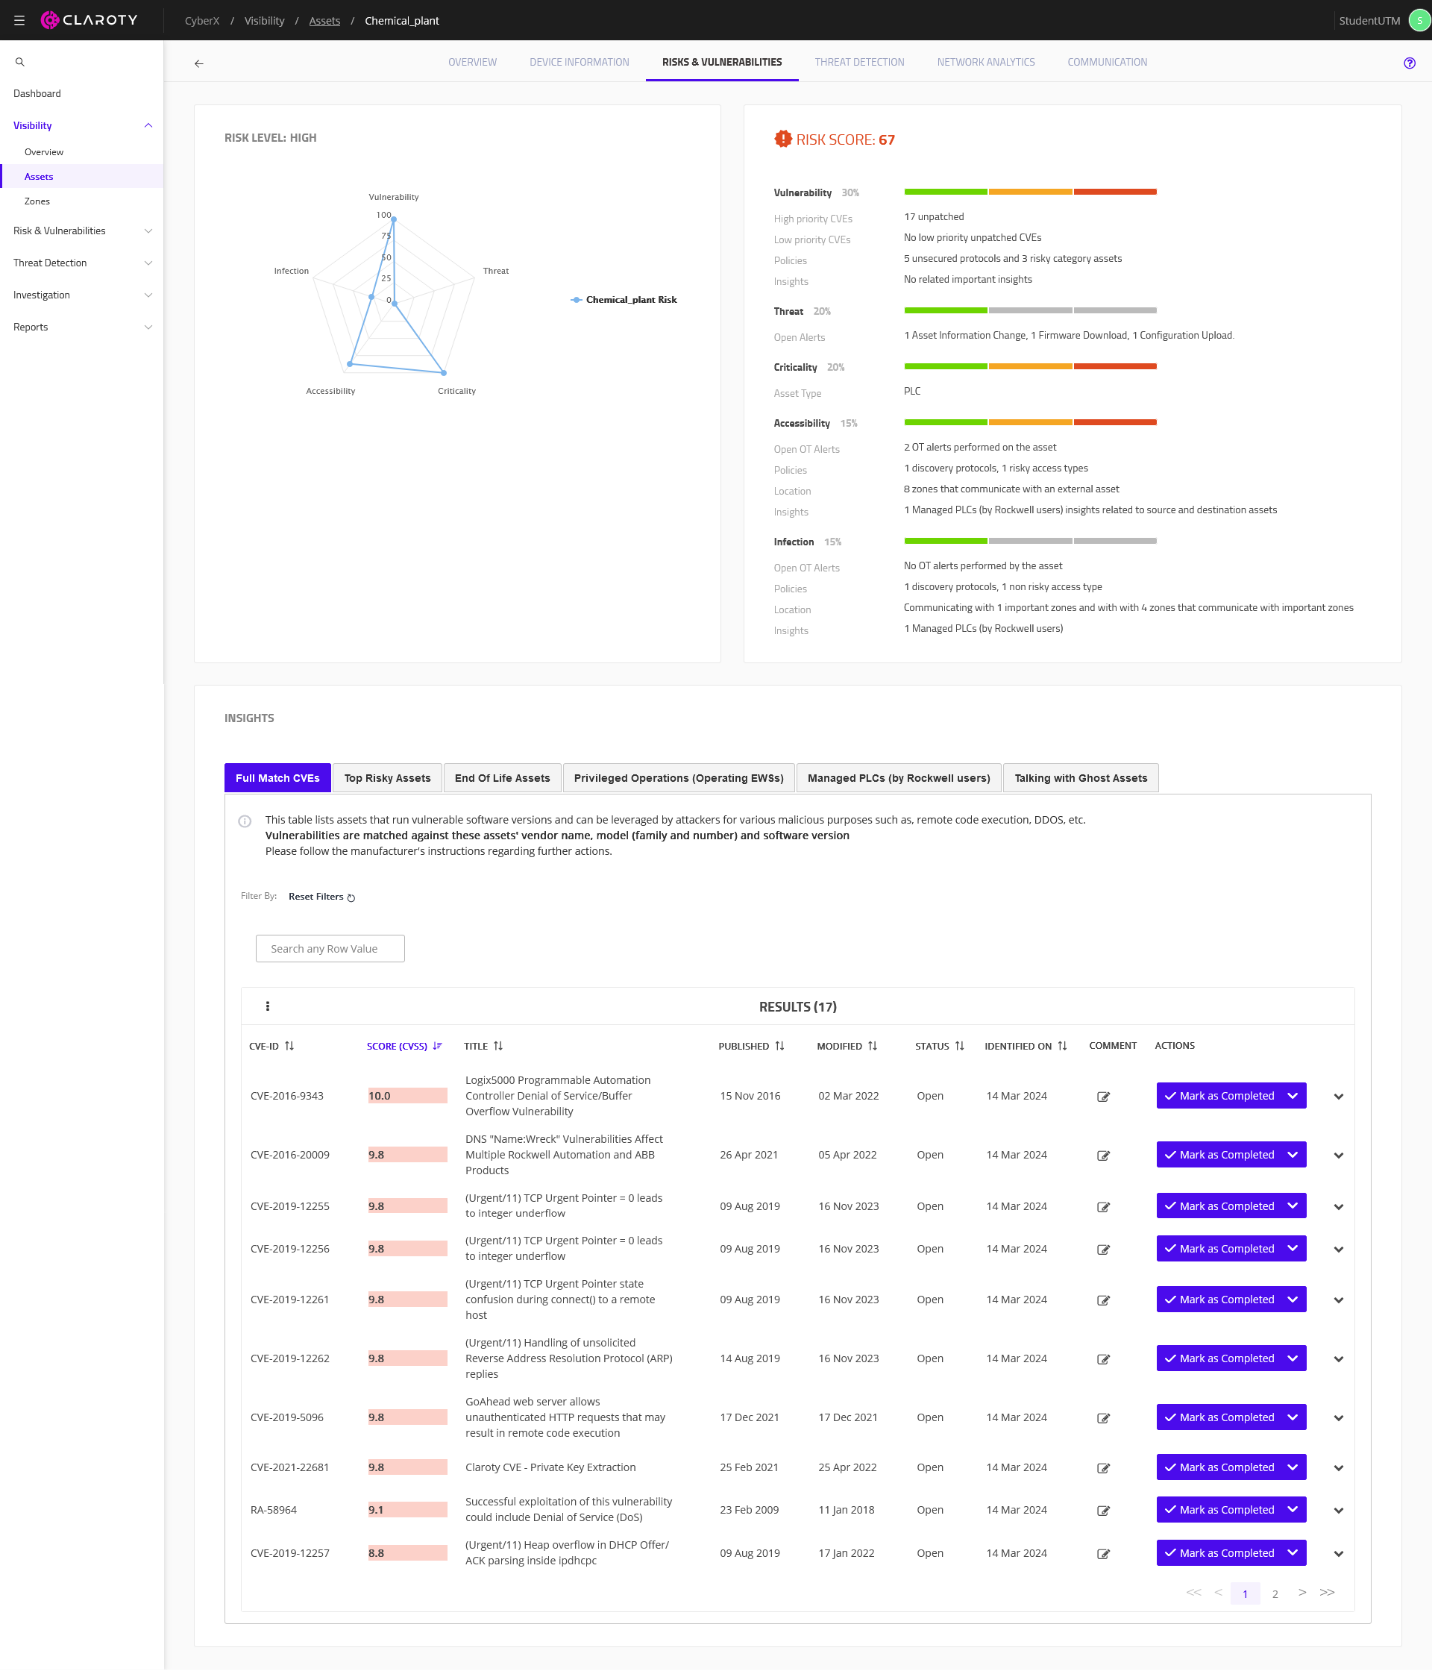 CLAROTY
CyberX / Visibility / Assets / Chemical_plant
StudentUTM S
OVERVIEW DEVICE INFORMATION RISKS & VULNERABILITIES THREAT DETECTION NETWORK ANALYTICS COMMUNICATION
Dashboard
Visibility
Overview
Assets
Zones
Risk & Vulnerabilities
Threat Detection
Investigation
Reports
RISK LEVEL: HIGH
Vulnerability
100
75
50
25
0
Infection
Threat
Accessibility
Criticality
Chemical_plant Risk
RISK SCORE: 67
Vulnerability 30%
High priority CVEs 17 unpatched
Low priority CVEs No low priority unpatched CVEs
Policies 5 unsecured protocols and 3 risky category assets
Insights No related important insights
Threat 20%
Open Alerts 1 Asset Information Change, 1 Firmware Download, 1 Configuration Upload.
Criticality 20%
Asset Type PLC
Accessibility 15%
Open OT Alerts 2 OT alerts performed on the asset
Policies 1 discovery protocols, 1 risky access types
Location 8 zones that communicate with an external asset
Insights 1 Managed PLCs (by Rockwell users) insights related to source and destination assets
Infection 15%
Open OT Alerts No OT alerts performed by the asset
Policies 1 discovery protocols, 1 non risky access type
Location Communicating with 1 important zones and with with 4 zones that communicate with important zones
Insights 1 Managed PLCs (by Rockwell users)
INSIGHTS
Full Match CVEs Top Risky Assets End Of Life Assets Privileged Operations (Operating EWSs) Managed PLCs (by Rockwell users) Talking with Ghost Assets
This table lists assets that run vulnerable software versions and can be leveraged by attackers for various malicious purposes such as, remote code execution, DDOS, etc.
Vulnerabilities are matched against these assets' vendor name, model (family and number) and software version
Please follow the manufacturer's instructions regarding further actions.
Filter By: Reset Filters
Search any Row Value
RESULTS (17)
CVE-ID SCORE (CVSS) TITLE PUBLISHED MODIFIED STATUS IDENTIFIED ON COMMENT ACTIONS
Logix5000 Programmable Automation
CVE-2016-9343 10.0 Controller Denial of Service/Buffer 15 Nov 2016 02 Mar 2022 Open 14 Mar 2024 Mark as Completed
Overflow Vulnerability
DNS "Name:Wreck" Vulnerabilities Affect
CVE-2016-20009 9.8 Multiple Rockwell Automation and ABB 26 Apr 2021 05 Apr 2022 Open 14 Mar 2024 Mark as Completed
Products
(Urgent/11) TCP Urgent Pointer = 0 leads
CVE-2019-12255 9.8 to integer underflow 09 Aug 2019 16 Nov 2023 Open 14 Mar 2024 Mark as Completed
(Urgent/11) TCP Urgent Pointer = 0 leads
CVE-2019-12256 9.8 to integer underflow 09 Aug 2019 16 Nov 2023 Open 14 Mar 2024 Mark as Completed
(Urgent/11) TCP Urgent Pointer state
CVE-2019-12261 9.8 confusion during connect() to a remote 09 Aug 2019 16 Nov 2023 Open 14 Mar 2024 Mark as Completed
host
(Urgent/11) Handling of unsolicited
CVE-2019-12262 9.8 Reverse Address Resolution Protocol (ARP) 14 Aug 2019 16 Nov 2023 Open 14 Mar 2024 Mark as Completed
replies
GoAhead web server allows
CVE-2019-5096 9.8 unauthenticated HTTP requests that may 17 Dec 2021 17 Dec 2021 Open 14 Mar 2024 Mark as Completed
result in remote code execution
CVE-2021-22681 9.8 Claroty CVE - Private Key Extraction 25 Feb 2021 25 Apr 2022 Open 14 Mar 2024 Mark as Completed
Successful exploitation of this vulnerability
RA-58964 9.1 could include Denial of Service (DoS) 23 Feb 2009 11 Jan 2018 Open 14 Mar 2024 Mark as Completed
(Urgent/11) Heap overflow in DHCP Offer/
CVE-2019-12257 8.8 ACK parsing inside ipdhcpc 09 Aug 2019 17 Jan 2022 Open 14 Mar 2024 Mark as Completed
<< < 1 2 > >>